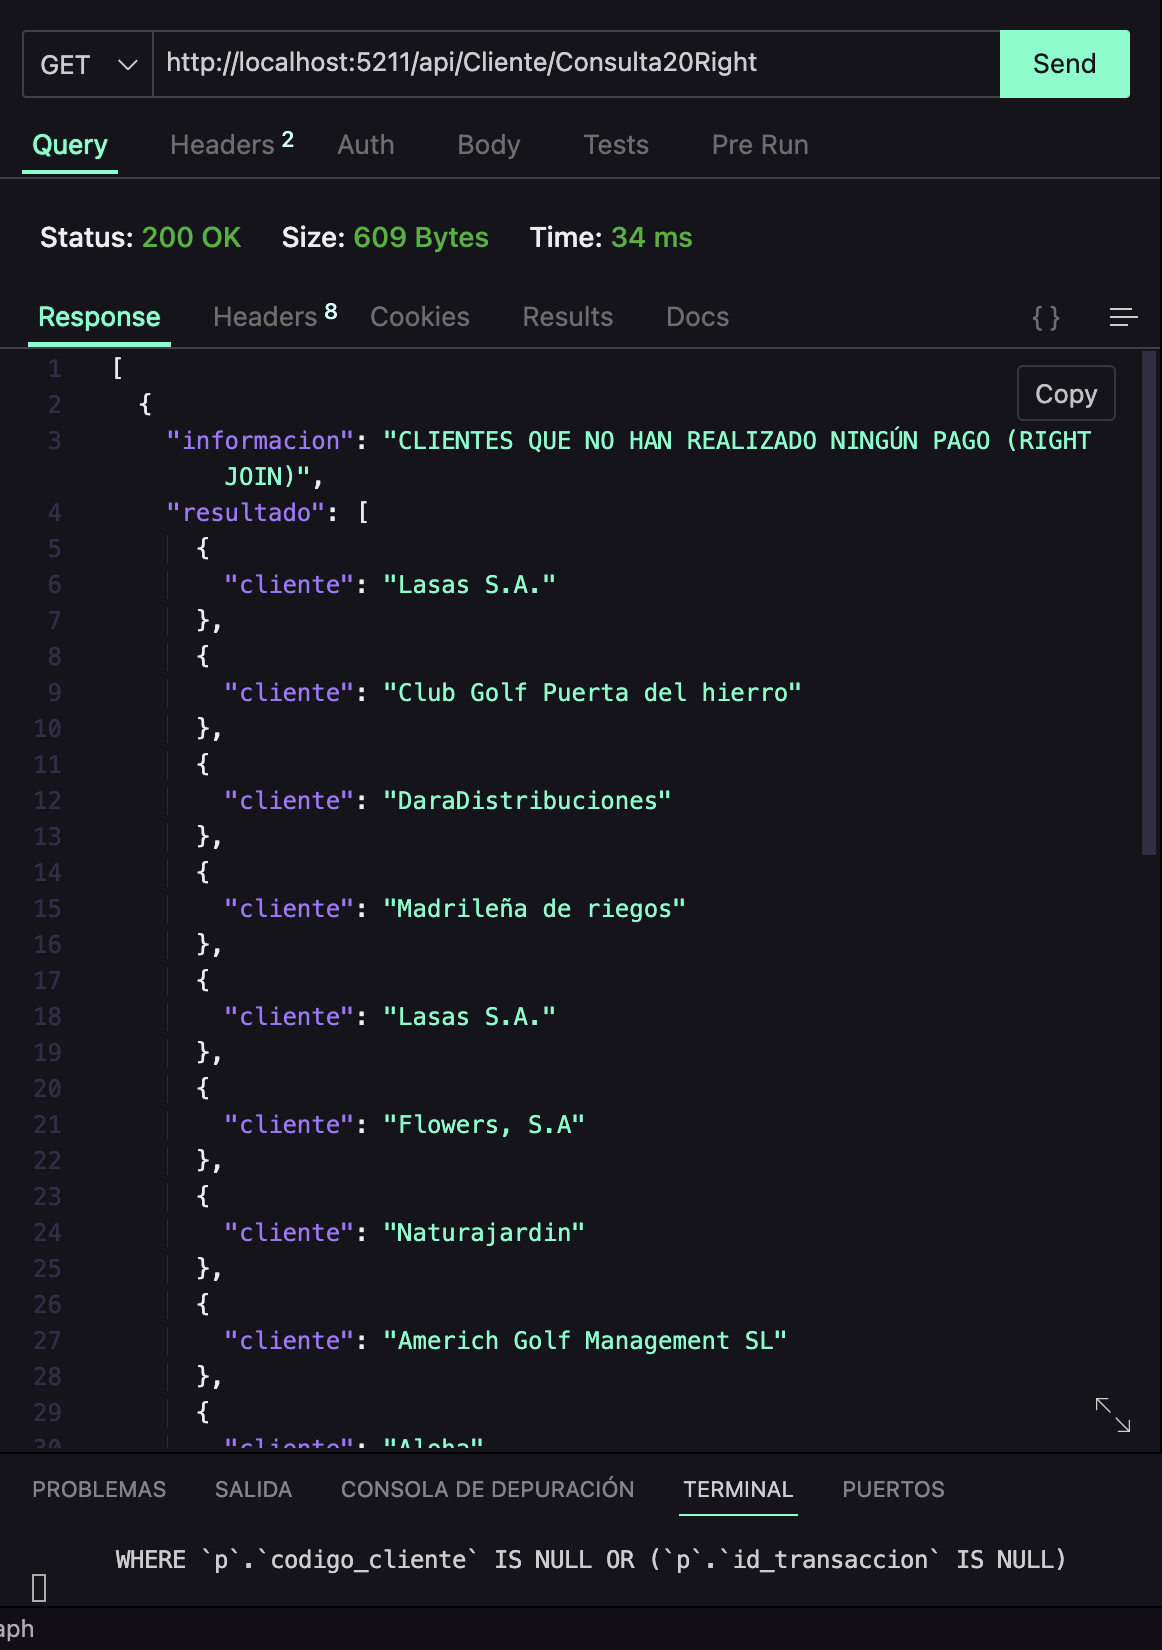 GET http://localhost:5211/api/Cliente/Consulta20Right Send
Query Headers 2 Auth Body Tests Pre Run
Status: 200 OK Size: 609 Bytes Time: 34 ms
Response Headers 8 Cookies Results Docs { }
Copy
1 [
2 {
3 "informacion": "CLIENTES QUE NO HAN REALIZADO NINGÚN PAGO (RIGHT
JOIN)",
4 "resultado": [
5 {
6 "cliente": "Lasas S.A."
7 },
8 {
9 "cliente": "Club Golf Puerta del hierro"
10 },
11 {
12 "cliente": "DaraDistribuciones"
13 },
14 {
15 "cliente": "Madrileña de riegos"
16 },
17 {
18 "cliente": "Lasas S.A."
19 },
20 {
21 "cliente": "Flowers, S.A"
22 },
23 {
24 "cliente": "Naturajardin"
25 },
26 {
27 "cliente": "Americh Golf Management SL"
28 },
29 {
30 "cliente": "Aloha"
PROBLEMAS SALIDA CONSOLA DE DEPURACIÓN TERMINAL PUERTOS
WHERE `p`.`codigo_cliente` IS NULL OR (`p`.`id_transaccion` IS NULL)
aph